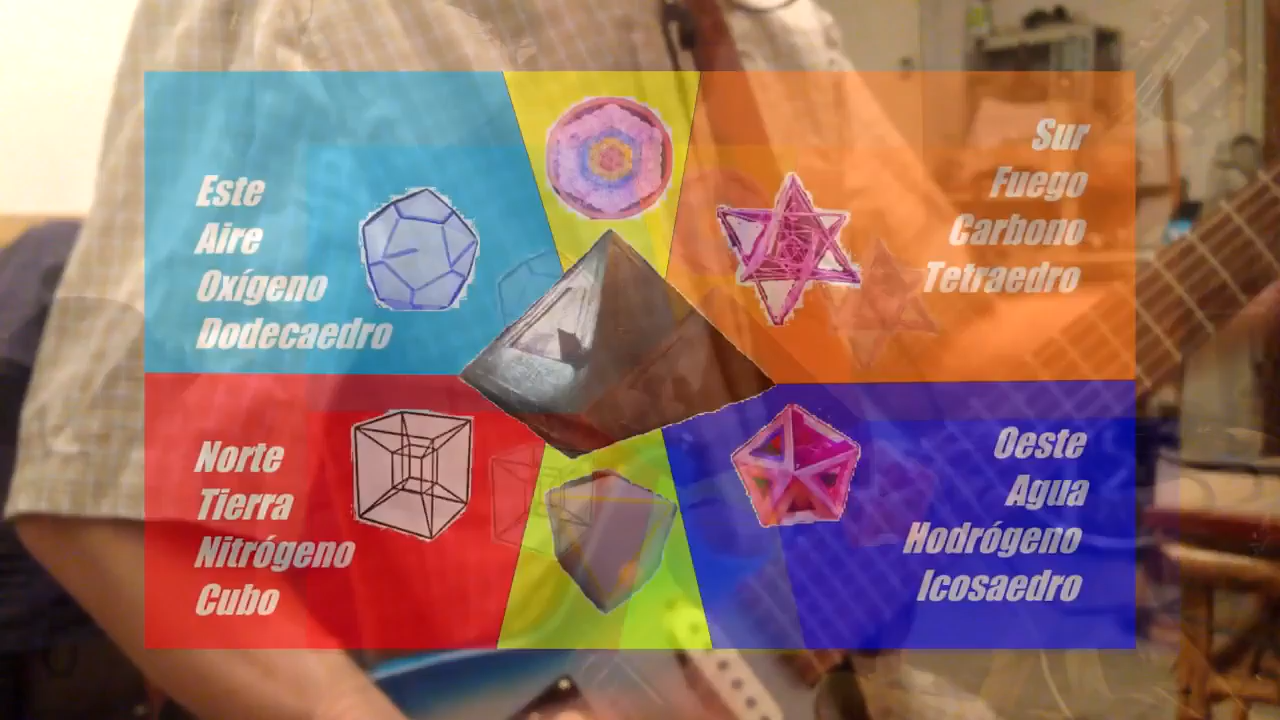 Este
Aire
Oxígeno
Dodecaedro
Sur
Fuego
Carbono
Tetraedro
Norte
Tierra
Nitrógeno
Cubo
Oeste
Agua
Hodrógeno
Icosaedro